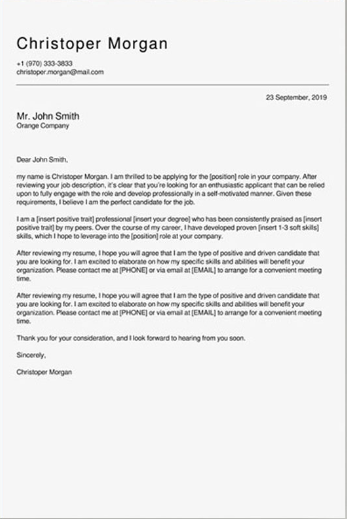 Christoper Morgan
+1 (970) 333-3833
christoper.morgan@mail.com
23 September, 2019
Mr. John Smith
Orange Company
Dear John Smith,
my name is Christoper Morgan. I am thrilled to be applying for the [position] role in your company. After
reviewing your job description, it's clear that you're looking for an enthusiastic applicant that can be relied
upon to fully engage with the role and develop professionally in a self-motivated manner. Given these
requirements, I believe I am the perfect candidate for the job.
I am a [insert positive trait] professional [insert your degree] who has been consistently praised as [insert
positive trait] by my peers. Over the course of my career, I have developed proven [insert 1-3 soft skills]
skills, which I hope to leverage into the [position] role at your company.
After reviewing my resume, I hope you will agree that I am the type of positive and driven candidate that
you are looking for. I am excited to elaborate on how my specific skills and abilities will benefit your
organization. Please contact me at [PHONE] or via email at [EMAIL] to arrange for a convenient meeting
time.
After reviewing my resume, I hope you will agree that I am the type of positive and driven candidate that
you are looking for. I am excited to elaborate on how my specific skills and abilities will benefit your
organization. Please contact me at [PHONE] or via email at [EMAIL] to arrange for a convenient meeting
time.
Thank you for your consideration, and I look forward to hearing from you soon.
Sincerely,
Christoper Morgan